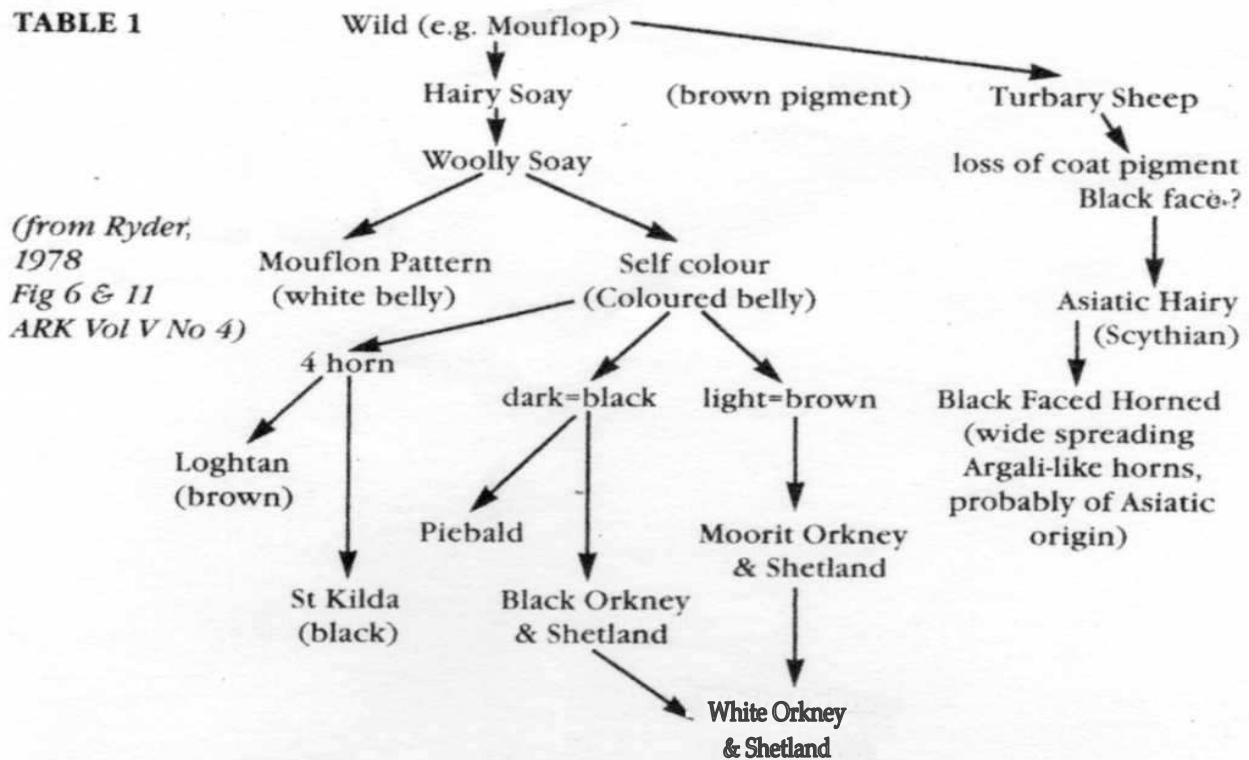 TABLE 1
Wild (e.g. Mouflop)
Hairy Soay
(brown pigment)
Turbary Sheep
Woolly Soay
loss of coat pigment
Black face.?
(from Ryder,
1978
Fig 6 & 11
ARK Vol V No 4)
Mouflon Pattern
(white belly)
Self colour
(Coloured belly)
Asiatic Hairy
(Scythian)
4 horn
dark=black
light=brown
Black Faced Horned
(wide spreading
Argali-like horns,
probably of Asiatic
origin)
Loghtan
(brown)
Piebald
Moorit Orkney
& Shetland
St Kilda
(black)
Black Orkney
& Shetland
White Orkney
& Shetland